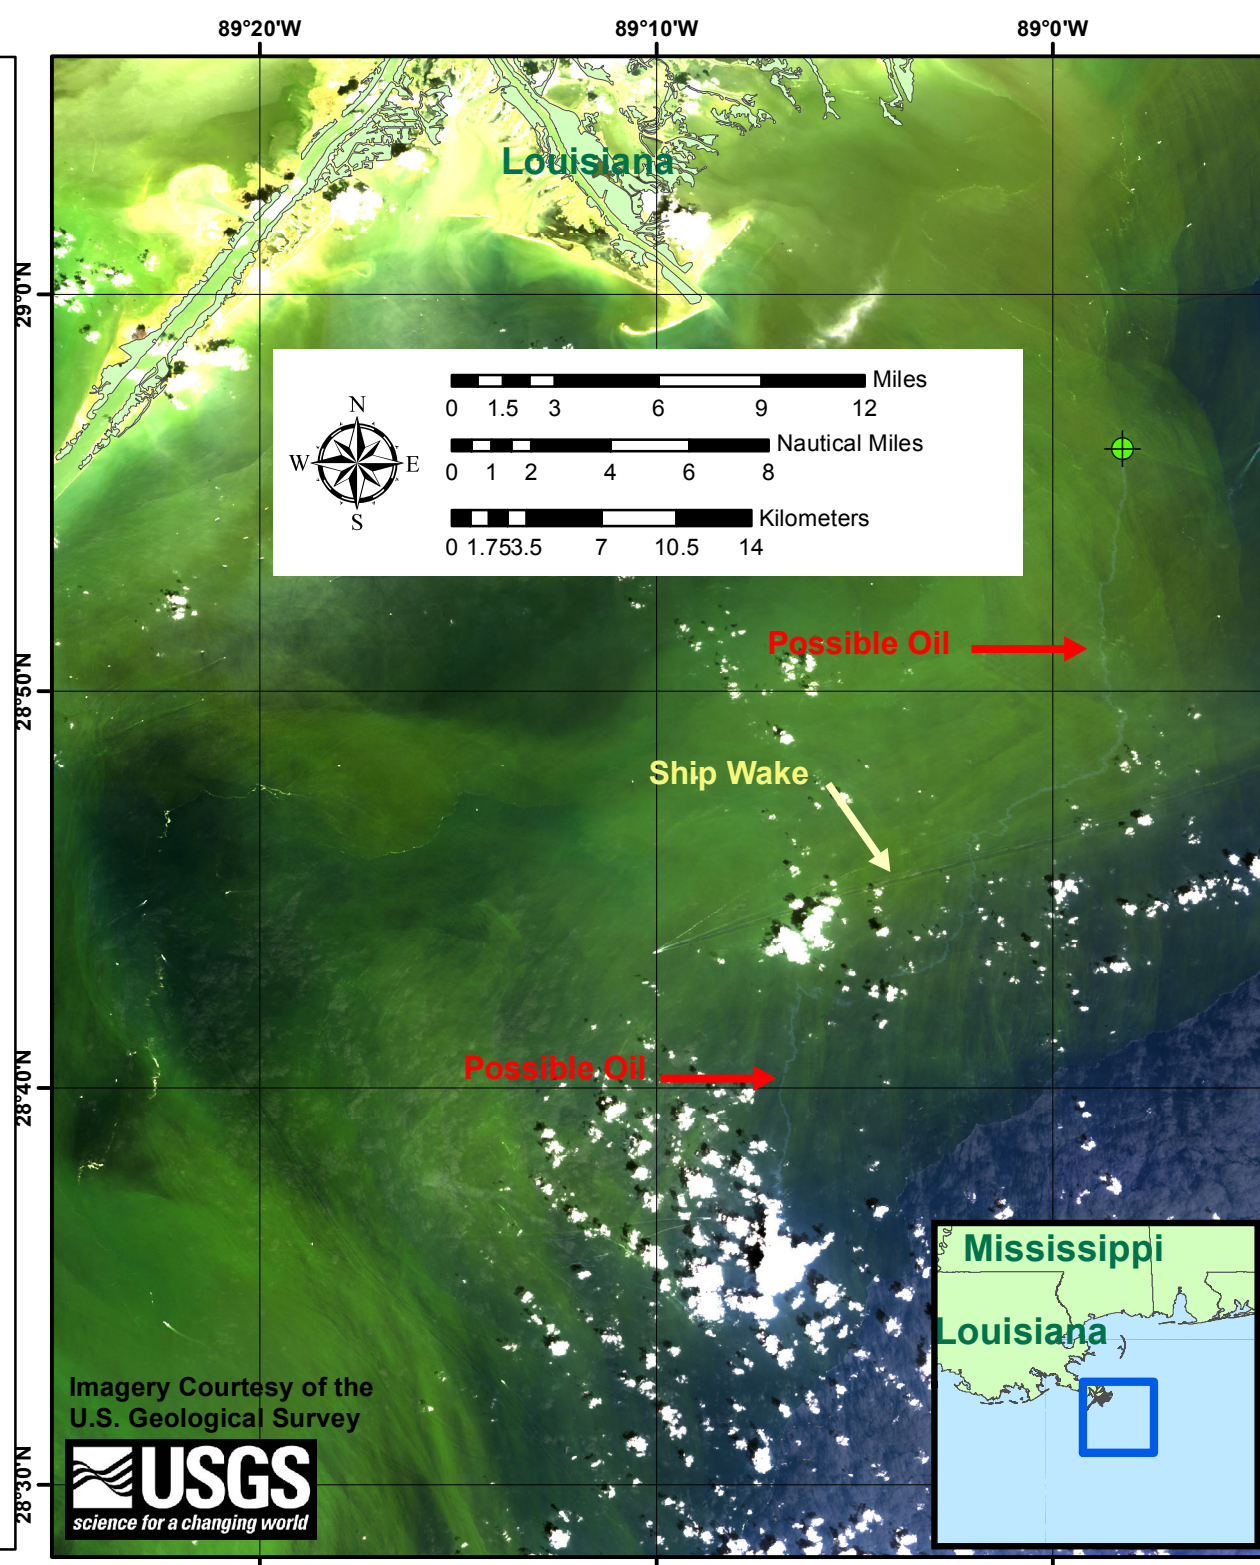 89°20'W 89°10'W 89°0'W
29°0'N
28°50'N
28°40'N
28°30'N
Louisiana
N
W E
S
Miles
0 1.5 3 6 9 12
Nautical Miles
0 1 2 4 6 8
Kilometers
0 1.75 3.5 7 10.5 14
Possible Oil
Ship Wake
Possible Oil
Mississippi
Louisiana
Imagery Courtesy of the
U.S. Geological Survey
USGS
science for a changing world